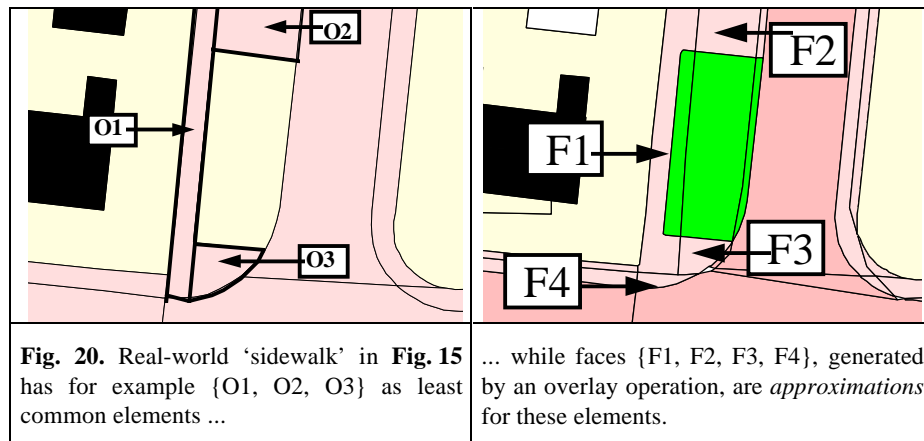 O2
O1
O3
F2
F1
F3
F4
Fig. 20. Real-world ‘sidewalk’ in Fig. 15
has for example {O1, O2, O3} as least
common elements ...
... while faces {F1, F2, F3, F4}, generated
by an overlay operation, are approximations
for these elements.